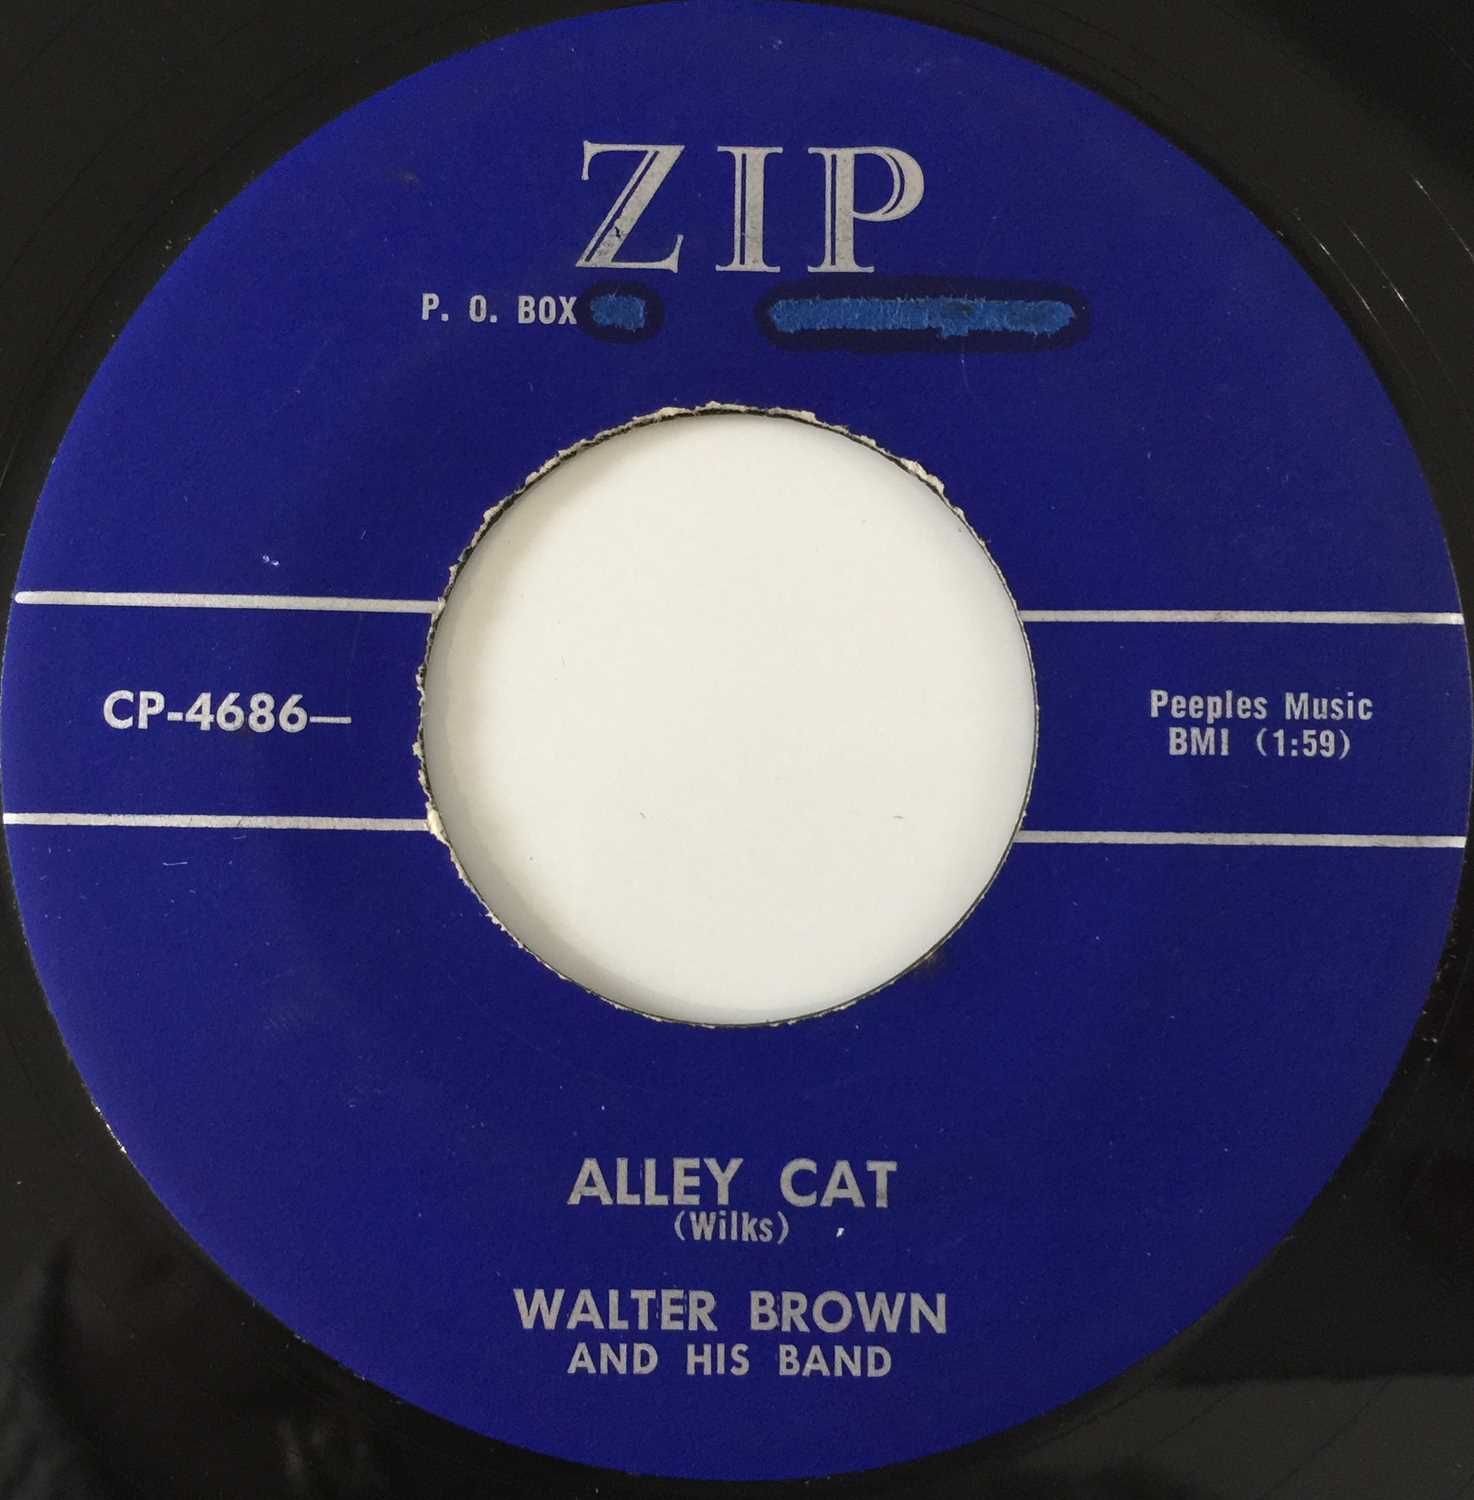 ZIP
P. O. BOX
CP-4686—
Peeples Music
BMI (1:59)
ALLEY CAT
(Wilks)
WALTER BROWN
AND HIS BAND